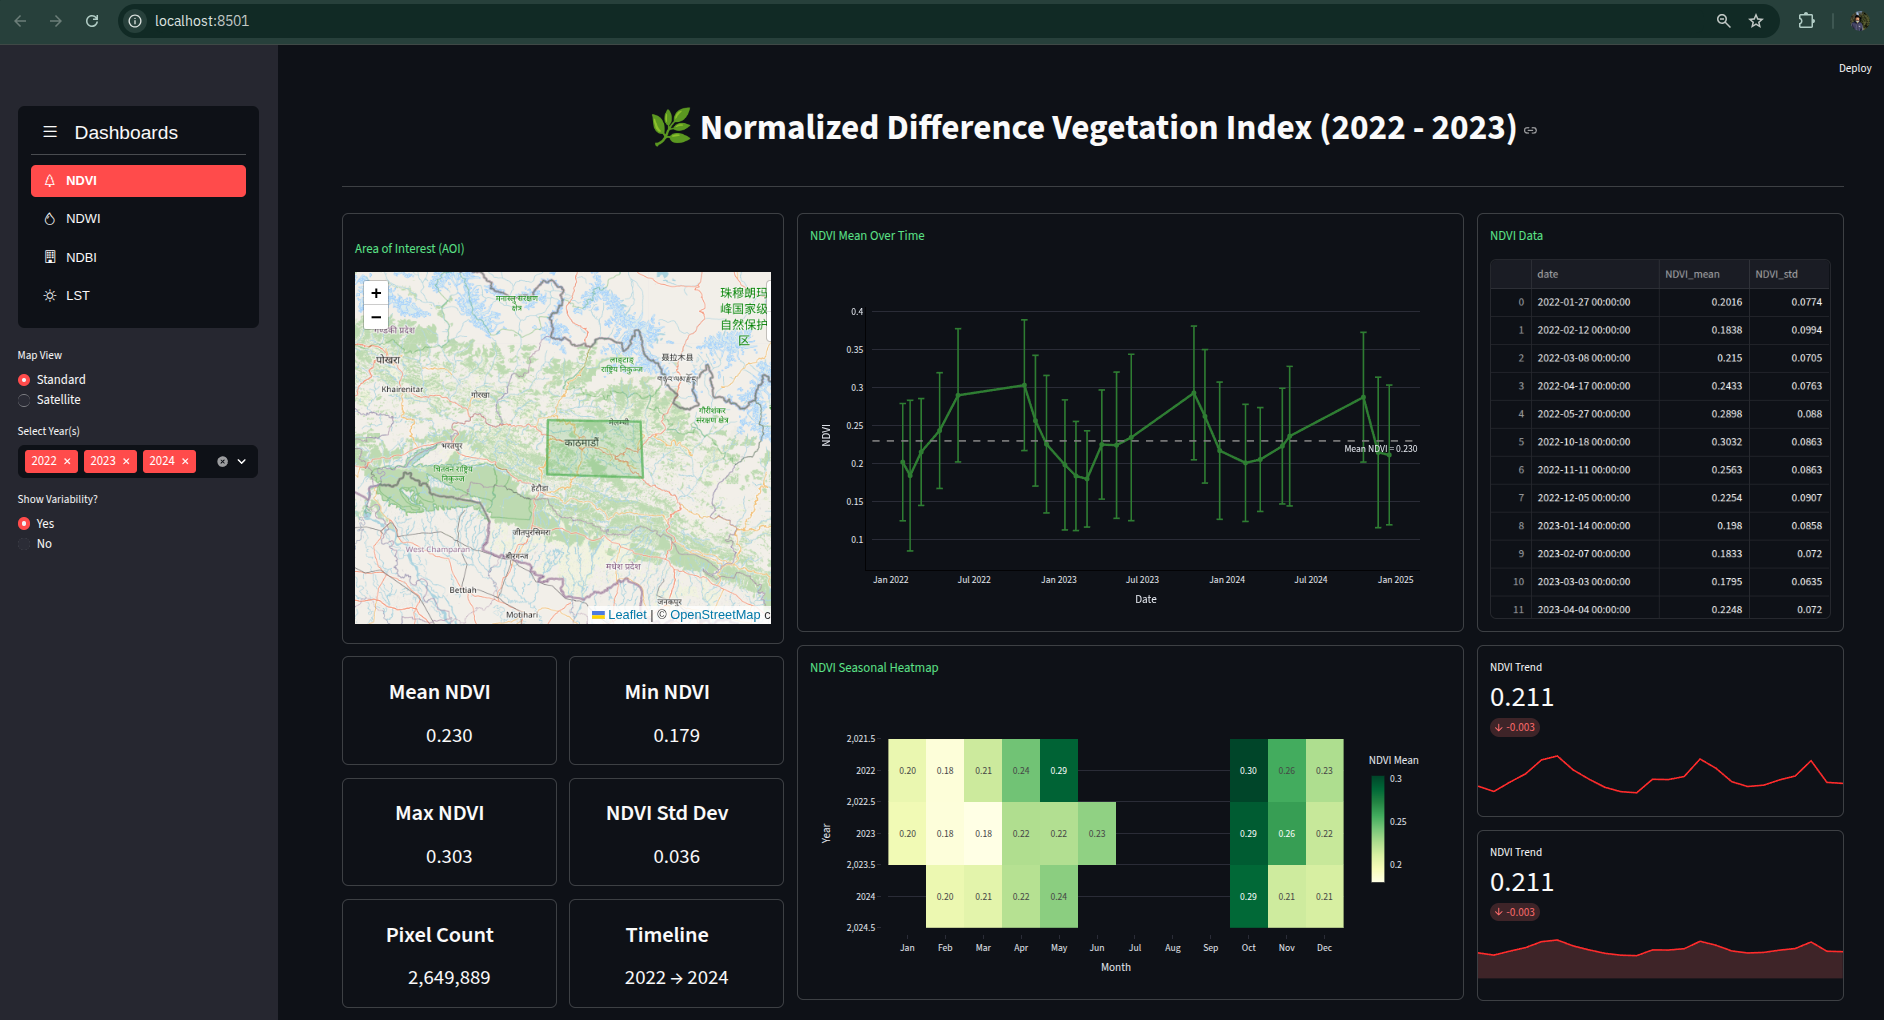 localhost:8501
Deploy
Dashboards
NDVI
NDWI
NDBI
LST
Map View
Standard
Satellite
Select Year(s)
2022 × 2023 × 2024 ×
Show Variability?
Yes
No
Normalized Difference Vegetation Index (2022 - 2023)
Area of Interest (AOI)
+
−
珠穆朗玛
峰国家级
自然保护
区
पोखरा
Khairenitar
गोरखा
聂拉木县
काठमाडौं
भरतपुर
हेटौडा
जीतपुरसिमरा
West Champaran
बीरगन्ज
मधेश प्रदेश
Bettiah
जनकपुर
Motihari
Leaflet | © OpenStreetMap c
Mean NDVI
0.230
Min NDVI
0.179
Max NDVI
0.303
NDVI Std Dev
0.036
Pixel Count
2,649,889
Timeline
2022 → 2024
NDVI Mean Over Time
0.4
0.35
0.3
0.25
0.2
0.15
0.1
NDVI
Mean NDVI = 0.230
Jan 2022 Jul 2022 Jan 2023 Jul 2023 Jan 2024 Jul 2024 Jan 2025
Date
NDVI Seasonal Heatmap
2,021.5
2022 0.20 0.18 0.21 0.24 0.29 0.30 0.26 0.23
2,022.5
2023 0.20 0.18 0.18 0.22 0.22 0.23 0.29 0.26 0.22
2,023.5
2024 0.20 0.21 0.22 0.24 0.29 0.21 0.21
2,024.5
Year
Jan Feb Mar Apr May Jun Jul Aug Sep Oct Nov Dec
Month
NDVI Mean
0.3
0.25
0.2
NDVI Data
date NDVI_mean NDVI_std
0 2022-01-27 00:00:00 0.2016 0.0774
1 2022-02-12 00:00:00 0.1838 0.0994
2 2022-03-08 00:00:00 0.215 0.0705
3 2022-04-17 00:00:00 0.2433 0.0763
4 2022-05-27 00:00:00 0.2898 0.088
5 2022-10-18 00:00:00 0.3032 0.0863
6 2022-11-11 00:00:00 0.2563 0.0863
7 2022-12-05 00:00:00 0.2254 0.0907
8 2023-01-14 00:00:00 0.198 0.0858
9 2023-02-07 00:00:00 0.1833 0.072
10 2023-03-03 00:00:00 0.1795 0.0635
11 2023-04-04 00:00:00 0.2248 0.072
NDVI Trend
0.211
↓ -0.003
NDVI Trend
0.211
↓ -0.003